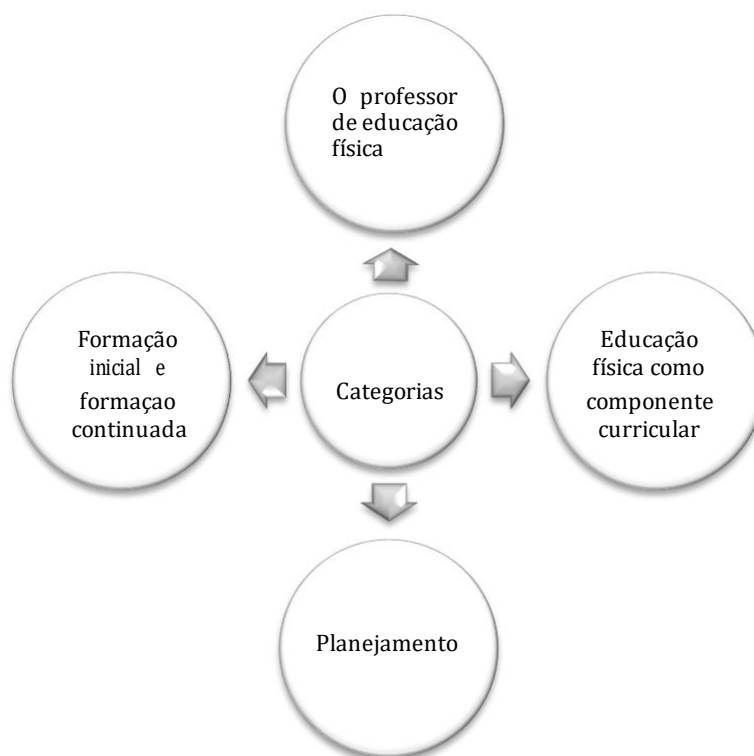 O professor
de educação
física
Formação
inicial e
formaçao
continuada
Categorias
Educação
física como
componente
curricular
Planejamento